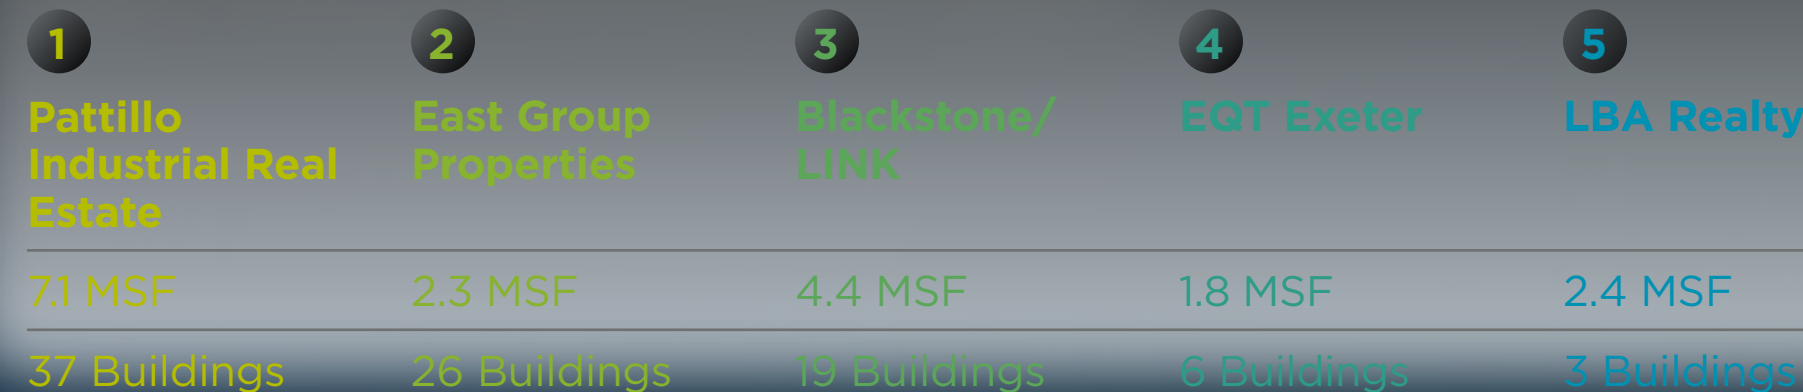 1 2 3 4 5
Pattillo
Industrial Real
Estate
East Group
Properties
Blackstone/
LINK
EQT Exeter
LBA Realty
7.1 MSF 2.3 MSF 4.4 MSF 1.8 MSF 2.4 MSF
37 Buildings 26 Buildings 19 Buildings 6 Buildings 3 Buildings